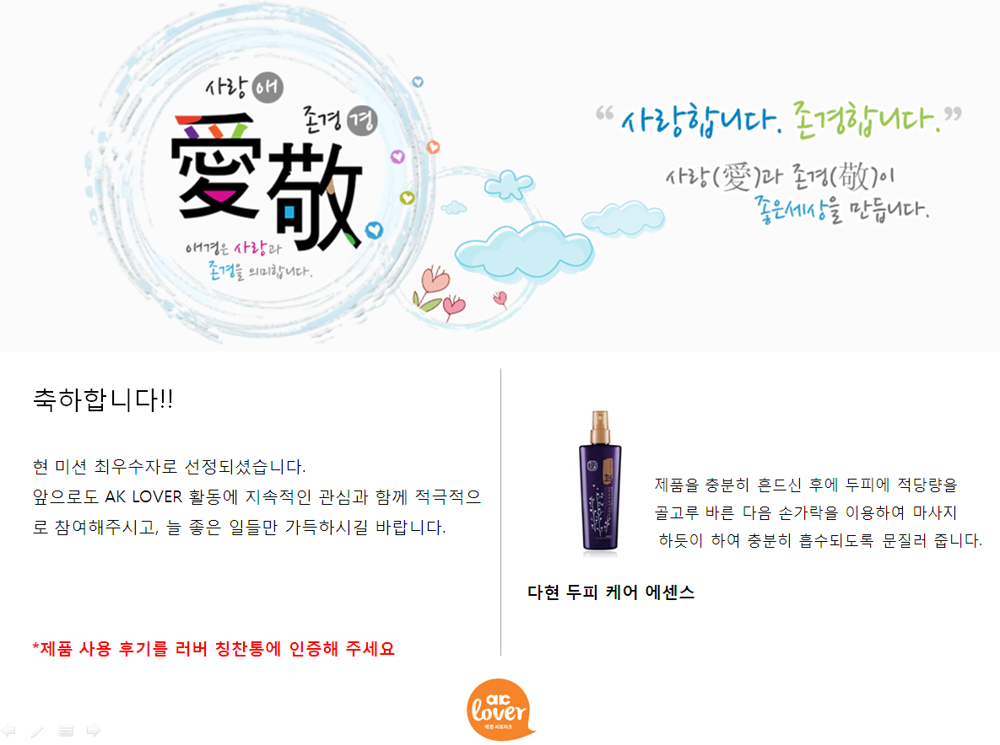 사랑 애
존경 경
愛敬
애경은 사랑과
존경을 의미합니다.
“사랑합니다. 존경합니다.”
사랑(愛)과 존경(敬)이
좋은세상을 만듭니다.
축하합니다!!
현 미션 최우수자로 선정되셨습니다.
앞으로도 AK LOVER 활동에 지속적인 관심과 함께 적극적으
로 참여해주시고, 늘 좋은 일들만 가득하시길 바랍니다.
*제품 사용 후기를 러버 칭찬통에 인증해 주세요
제품을 충분히 흔드신 후에 두피에 적당량을
골고루 바른 다음 손가락을 이용하여 마사지
하듯이 하여 충분히 흡수되도록 문질러 줍니다.
다현 두피 케어 에센스
ak
lover
애경 서포터즈